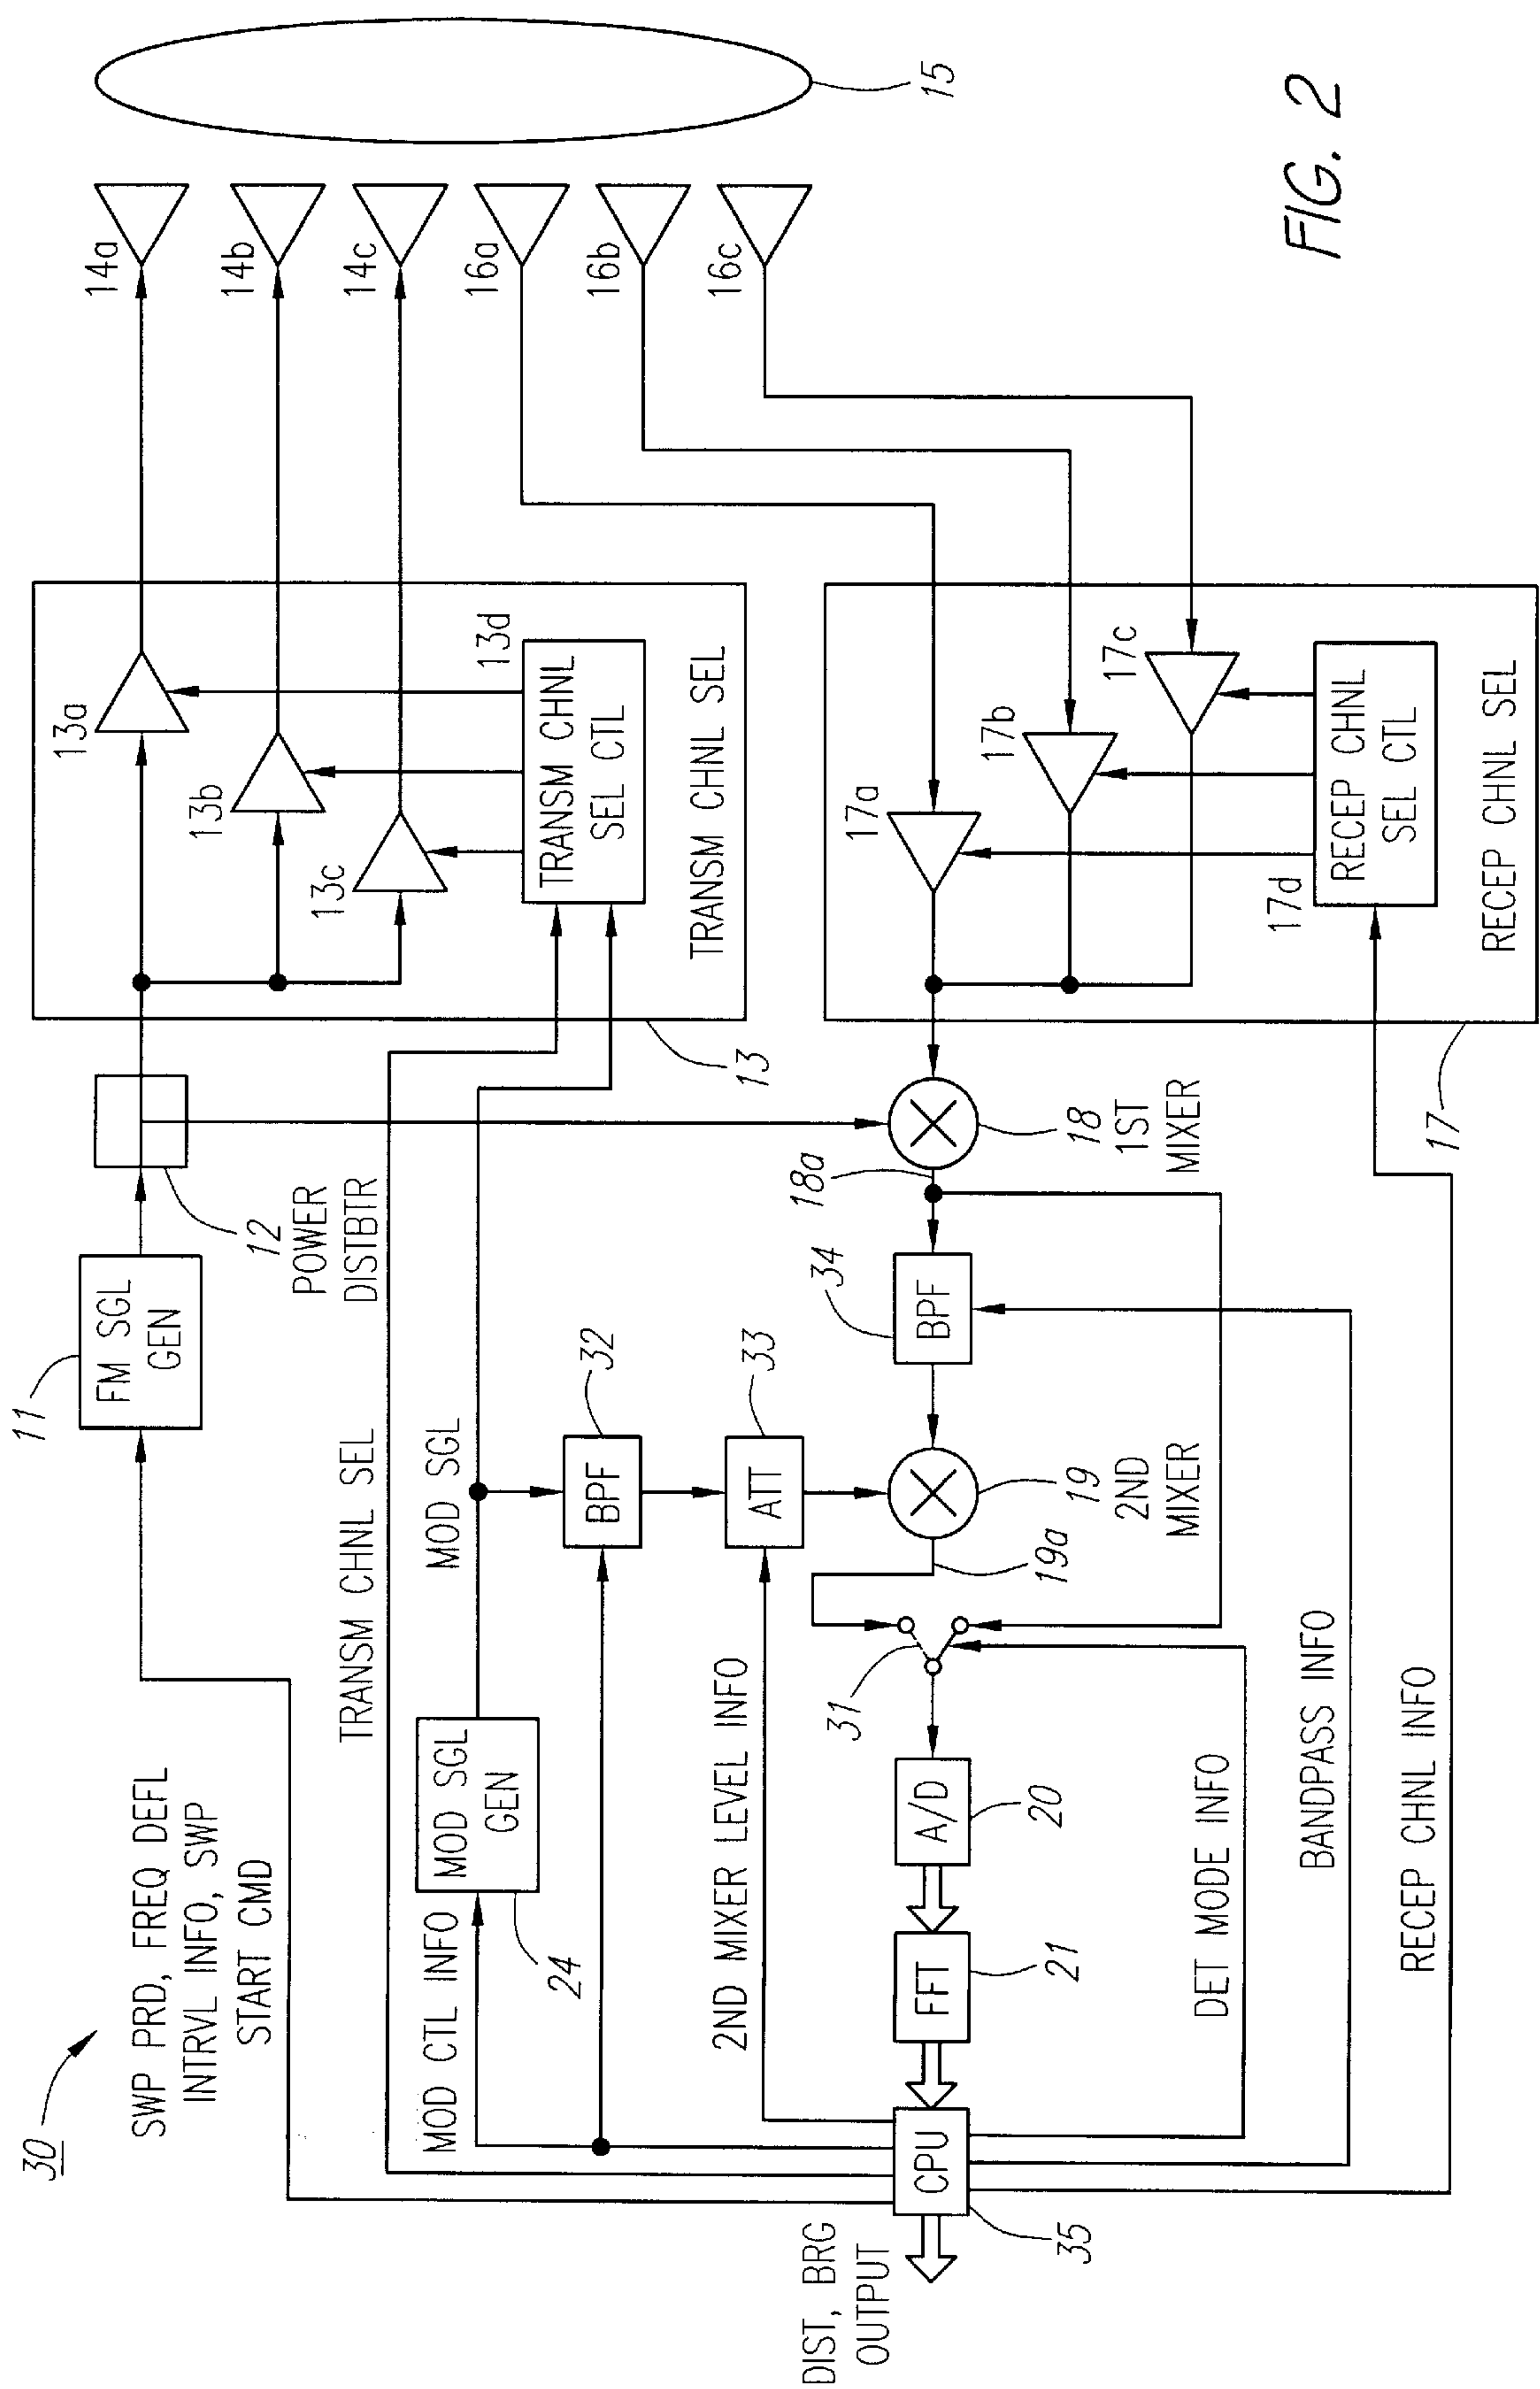 30
SWP PRD, FREQ DEFL
INTRVL INFO, SWP
START CMD
11
FM SGL
GEN
12
POWER
DISTBTR
13a
13b
13c
13d
TRANSM CHNL
SEL CTL
TRANSM CHNL SEL
13
14a
14b
14c
16a
16b
16c
15
TRANSM CHNL SEL
MOD SGL
MOD CTL INFO
MOD SGL
GEN
24
BPF
32
ATT
33
2ND MIXER LEVEL INFO
34
BPF
18a
18
1ST
MIXER
19
2ND
MIXER
19a
31
A/D
20
FFT
21
CPU
35
DIST, BRG
OUTPUT
DET MODE INFO
BANDPASS INFO
RECEP CHNL INFO
17a
17b
17c
17d
RECEP CHNL
SEL CTL
RECEP CHNL SEL
17
FIG. 2